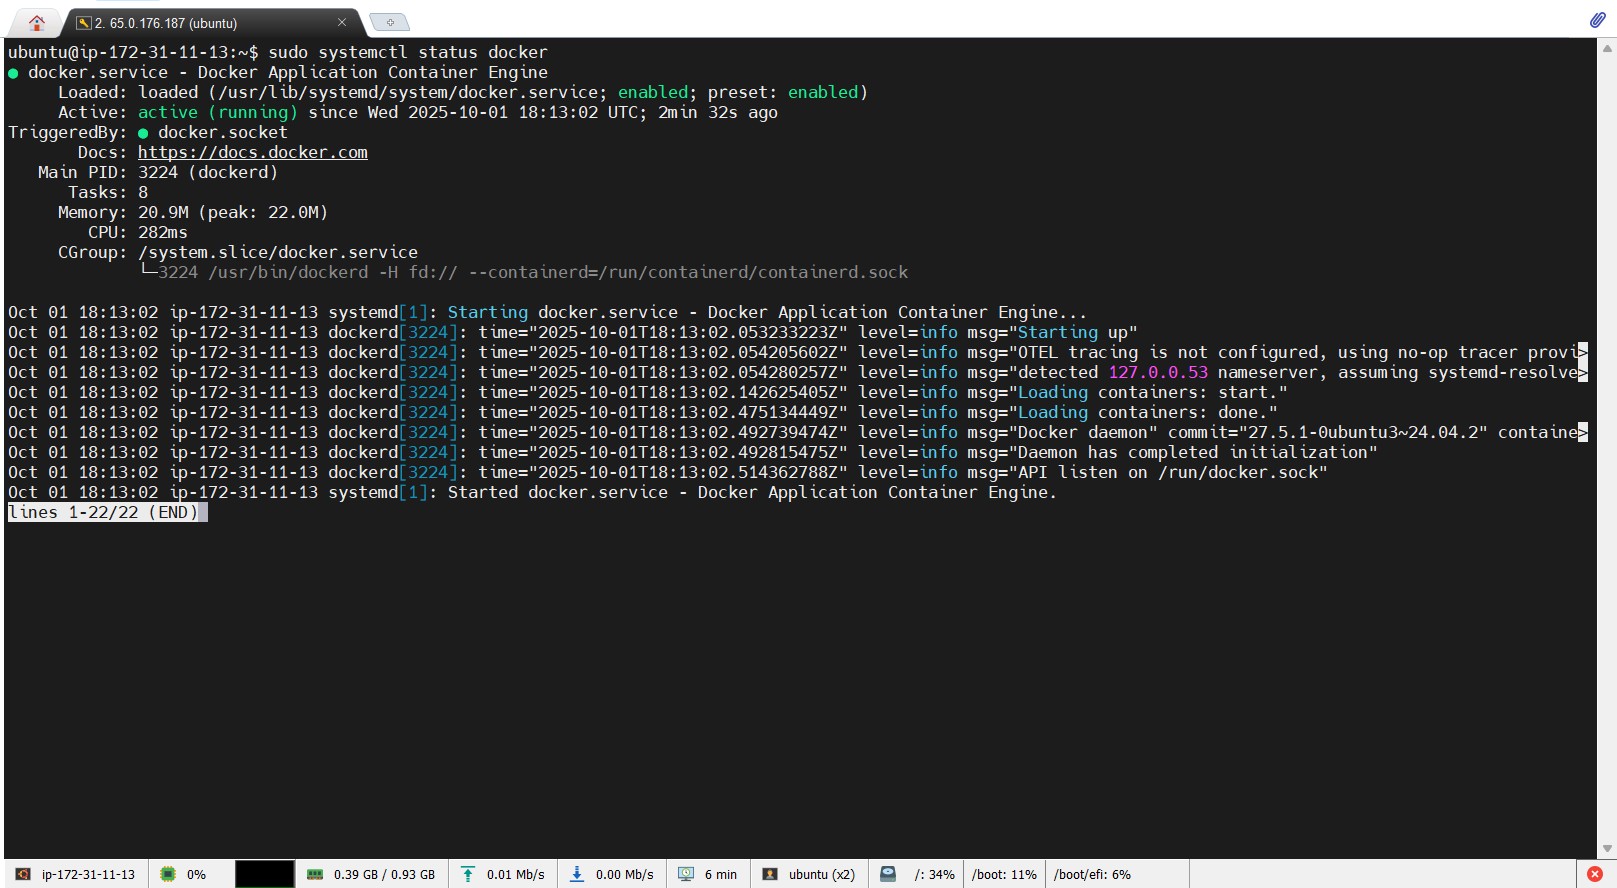 2. 65.0.176.187 (ubuntu)
ubuntu@ip-172-31-11-13:~$ sudo systemctl status docker
● docker.service - Docker Application Container Engine
     Loaded: loaded (/usr/lib/systemd/system/docker.service; enabled; preset: enabled)
     Active: active (running) since Wed 2025-10-01 18:13:02 UTC; 2min 32s ago
TriggeredBy: ● docker.socket
       Docs: https://docs.docker.com
   Main PID: 3224 (dockerd)
      Tasks: 8
     Memory: 20.9M (peak: 22.0M)
        CPU: 282ms
     CGroup: /system.slice/docker.service
             └─3224 /usr/bin/dockerd -H fd:// --containerd=/run/containerd/containerd.sock
Oct 01 18:13:02 ip-172-31-11-13 systemd[1]: Starting docker.service - Docker Application Container Engine...
Oct 01 18:13:02 ip-172-31-11-13 dockerd[3224]: time="2025-10-01T18:13:02.053233223Z" level=info msg="Starting up"
Oct 01 18:13:02 ip-172-31-11-13 dockerd[3224]: time="2025-10-01T18:13:02.054205602Z" level=info msg="OTEL tracing is not configured, using no-op tracer provi>
Oct 01 18:13:02 ip-172-31-11-13 dockerd[3224]: time="2025-10-01T18:13:02.054280257Z" level=info msg="detected 127.0.0.53 nameserver, assuming systemd-resolve>
Oct 01 18:13:02 ip-172-31-11-13 dockerd[3224]: time="2025-10-01T18:13:02.142625405Z" level=info msg="Loading containers: start."
Oct 01 18:13:02 ip-172-31-11-13 dockerd[3224]: time="2025-10-01T18:13:02.475134449Z" level=info msg="Loading containers: done."
Oct 01 18:13:02 ip-172-31-11-13 dockerd[3224]: time="2025-10-01T18:13:02.492739474Z" level=info msg="Docker daemon" commit="27.5.1-0ubuntu3~24.04.2" containe>
Oct 01 18:13:02 ip-172-31-11-13 dockerd[3224]: time="2025-10-01T18:13:02.492815475Z" level=info msg="Daemon has completed initialization"
Oct 01 18:13:02 ip-172-31-11-13 dockerd[3224]: time="2025-10-01T18:13:02.514362788Z" level=info msg="API listen on /run/docker.sock"
Oct 01 18:13:02 ip-172-31-11-13 systemd[1]: Started docker.service - Docker Application Container Engine.
lines 1-22/22 (END)
ip-172-31-11-13 0% 0.39 GB / 0.93 GB 0.01 Mb/s 0.00 Mb/s 6 min ubuntu (x2) /: 34% /boot: 11% /boot/efi: 6%